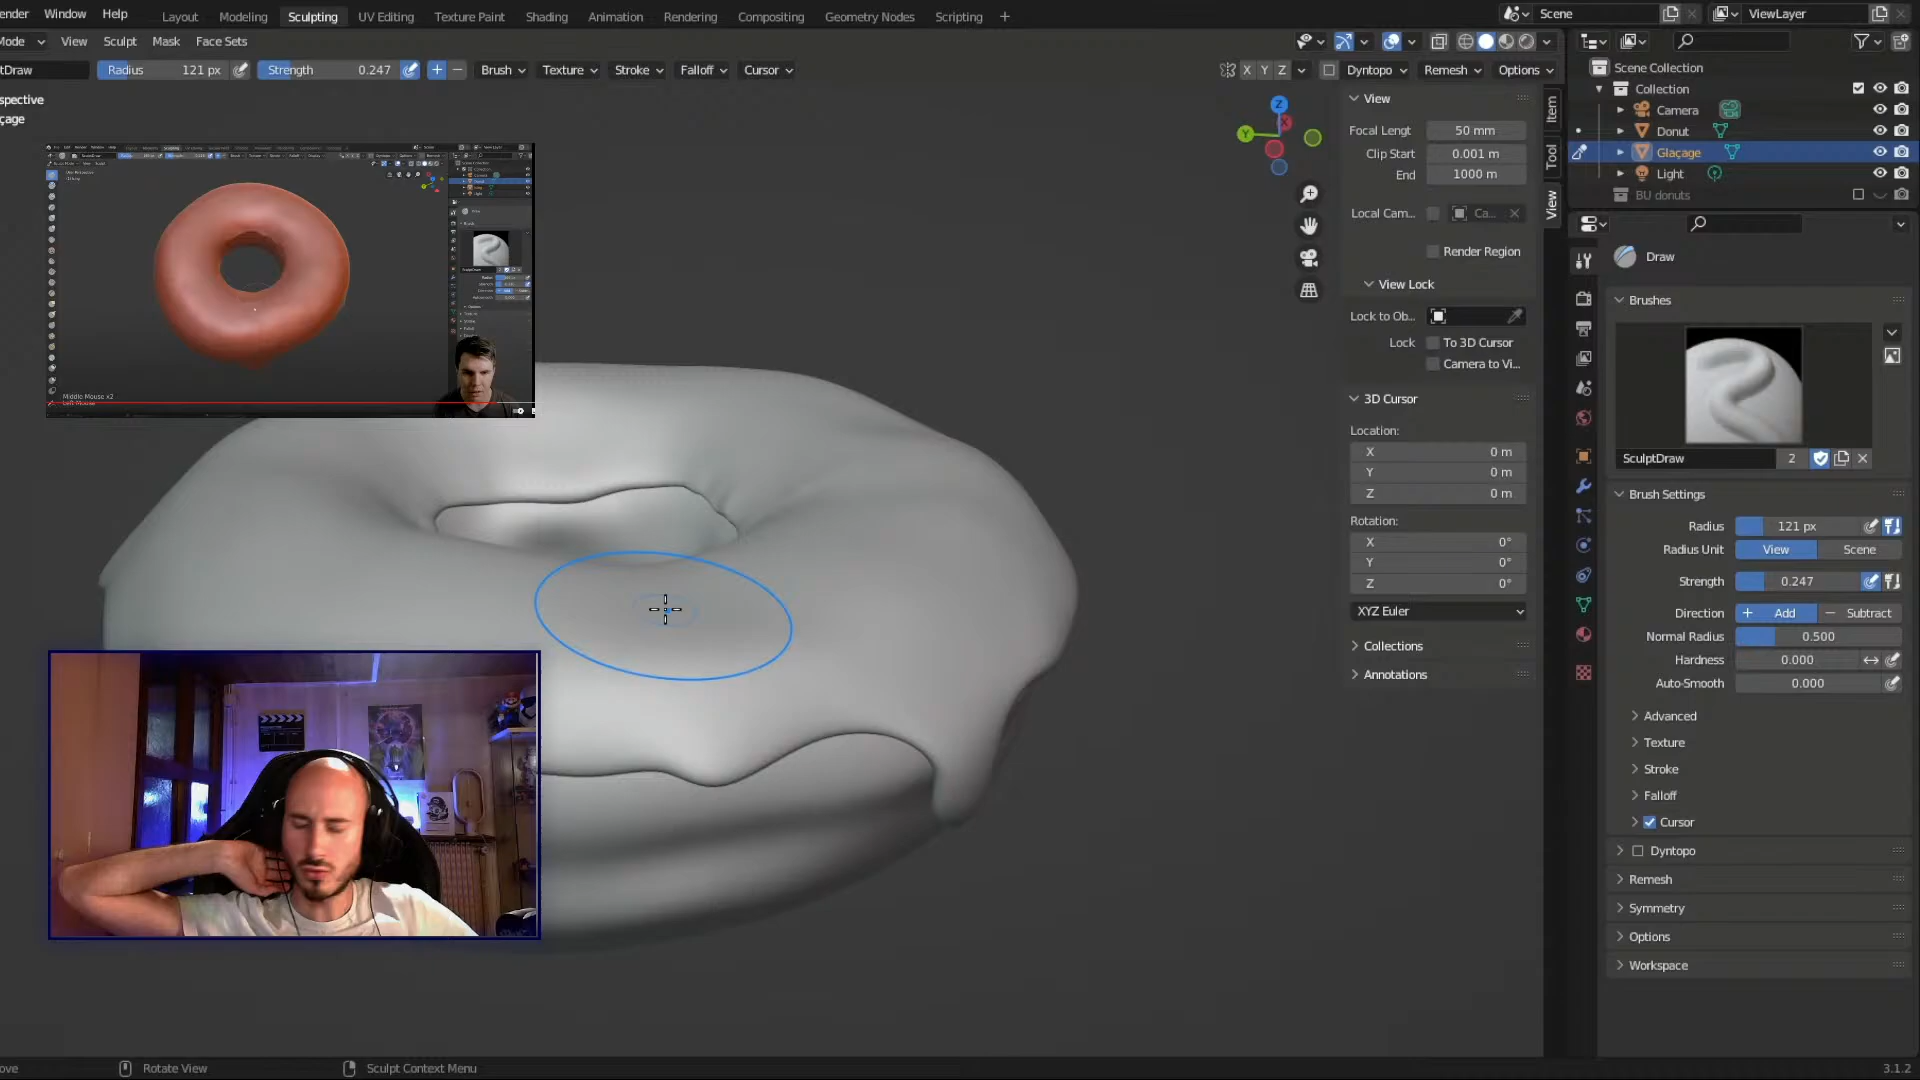 ender Window Help Layout Modeling Sculpting UV Editing Texture Paint Shading Animation Rendering Compositing Geometry Nodes Scripting + Scene ViewLayer
Mode View Sculpt Mask Face Sets
tDraw Radius 121 px Strength 0.247 + − Brush Texture Stroke Falloff Cursor X Y Z Dyntopo Remesh Options
spective
çage
Z
X
Y
Middle Mouse x2
Left Mouse
View
Focal Lengt 50 mm
Clip Start 0.001 m
End 1000 m
Local Cam... Ca...
Render Region
View Lock
Lock to Ob...
Lock To 3D Cursor
Camera to Vi...
3D Cursor
Location:
X 0 m
Y 0 m
Z 0 m
Rotation:
X 0°
Y 0°
Z 0°
XYZ Euler
Collections
Annotations
Item
Tool
View
Scene Collection
Collection
Camera
Donut
Glaçage
Light
BU donuts
Draw
Brushes
SculptDraw 2
Brush Settings
Radius 121 px
Radius Unit View Scene
Strength 0.247
Direction + Add − Subtract
Normal Radius 0.500
Hardness 0.000
Auto-Smooth 0.000
Advanced
Texture
Stroke
Falloff
Cursor
Dyntopo
Remesh
Symmetry
Options
Workspace
ove Rotate View Sculpt Context Menu 3.1.2